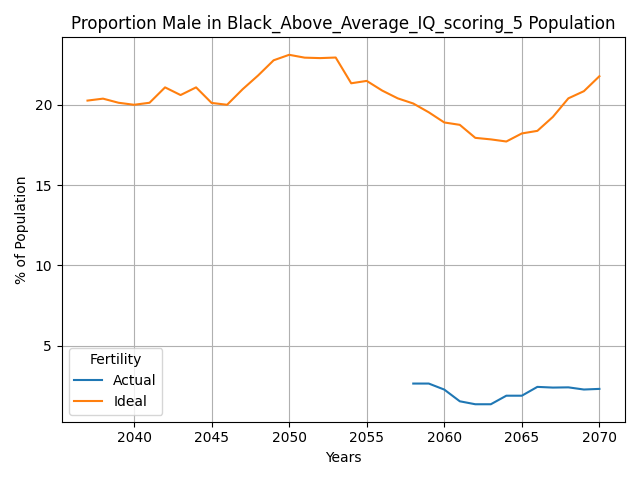 Proportion Male in Black_Above_Average_IQ_scoring_5 Population
% of Population
20
15
10
5
Fertility
Actual
Ideal
2040 2045 2050 2055 2060 2065 2070
Years